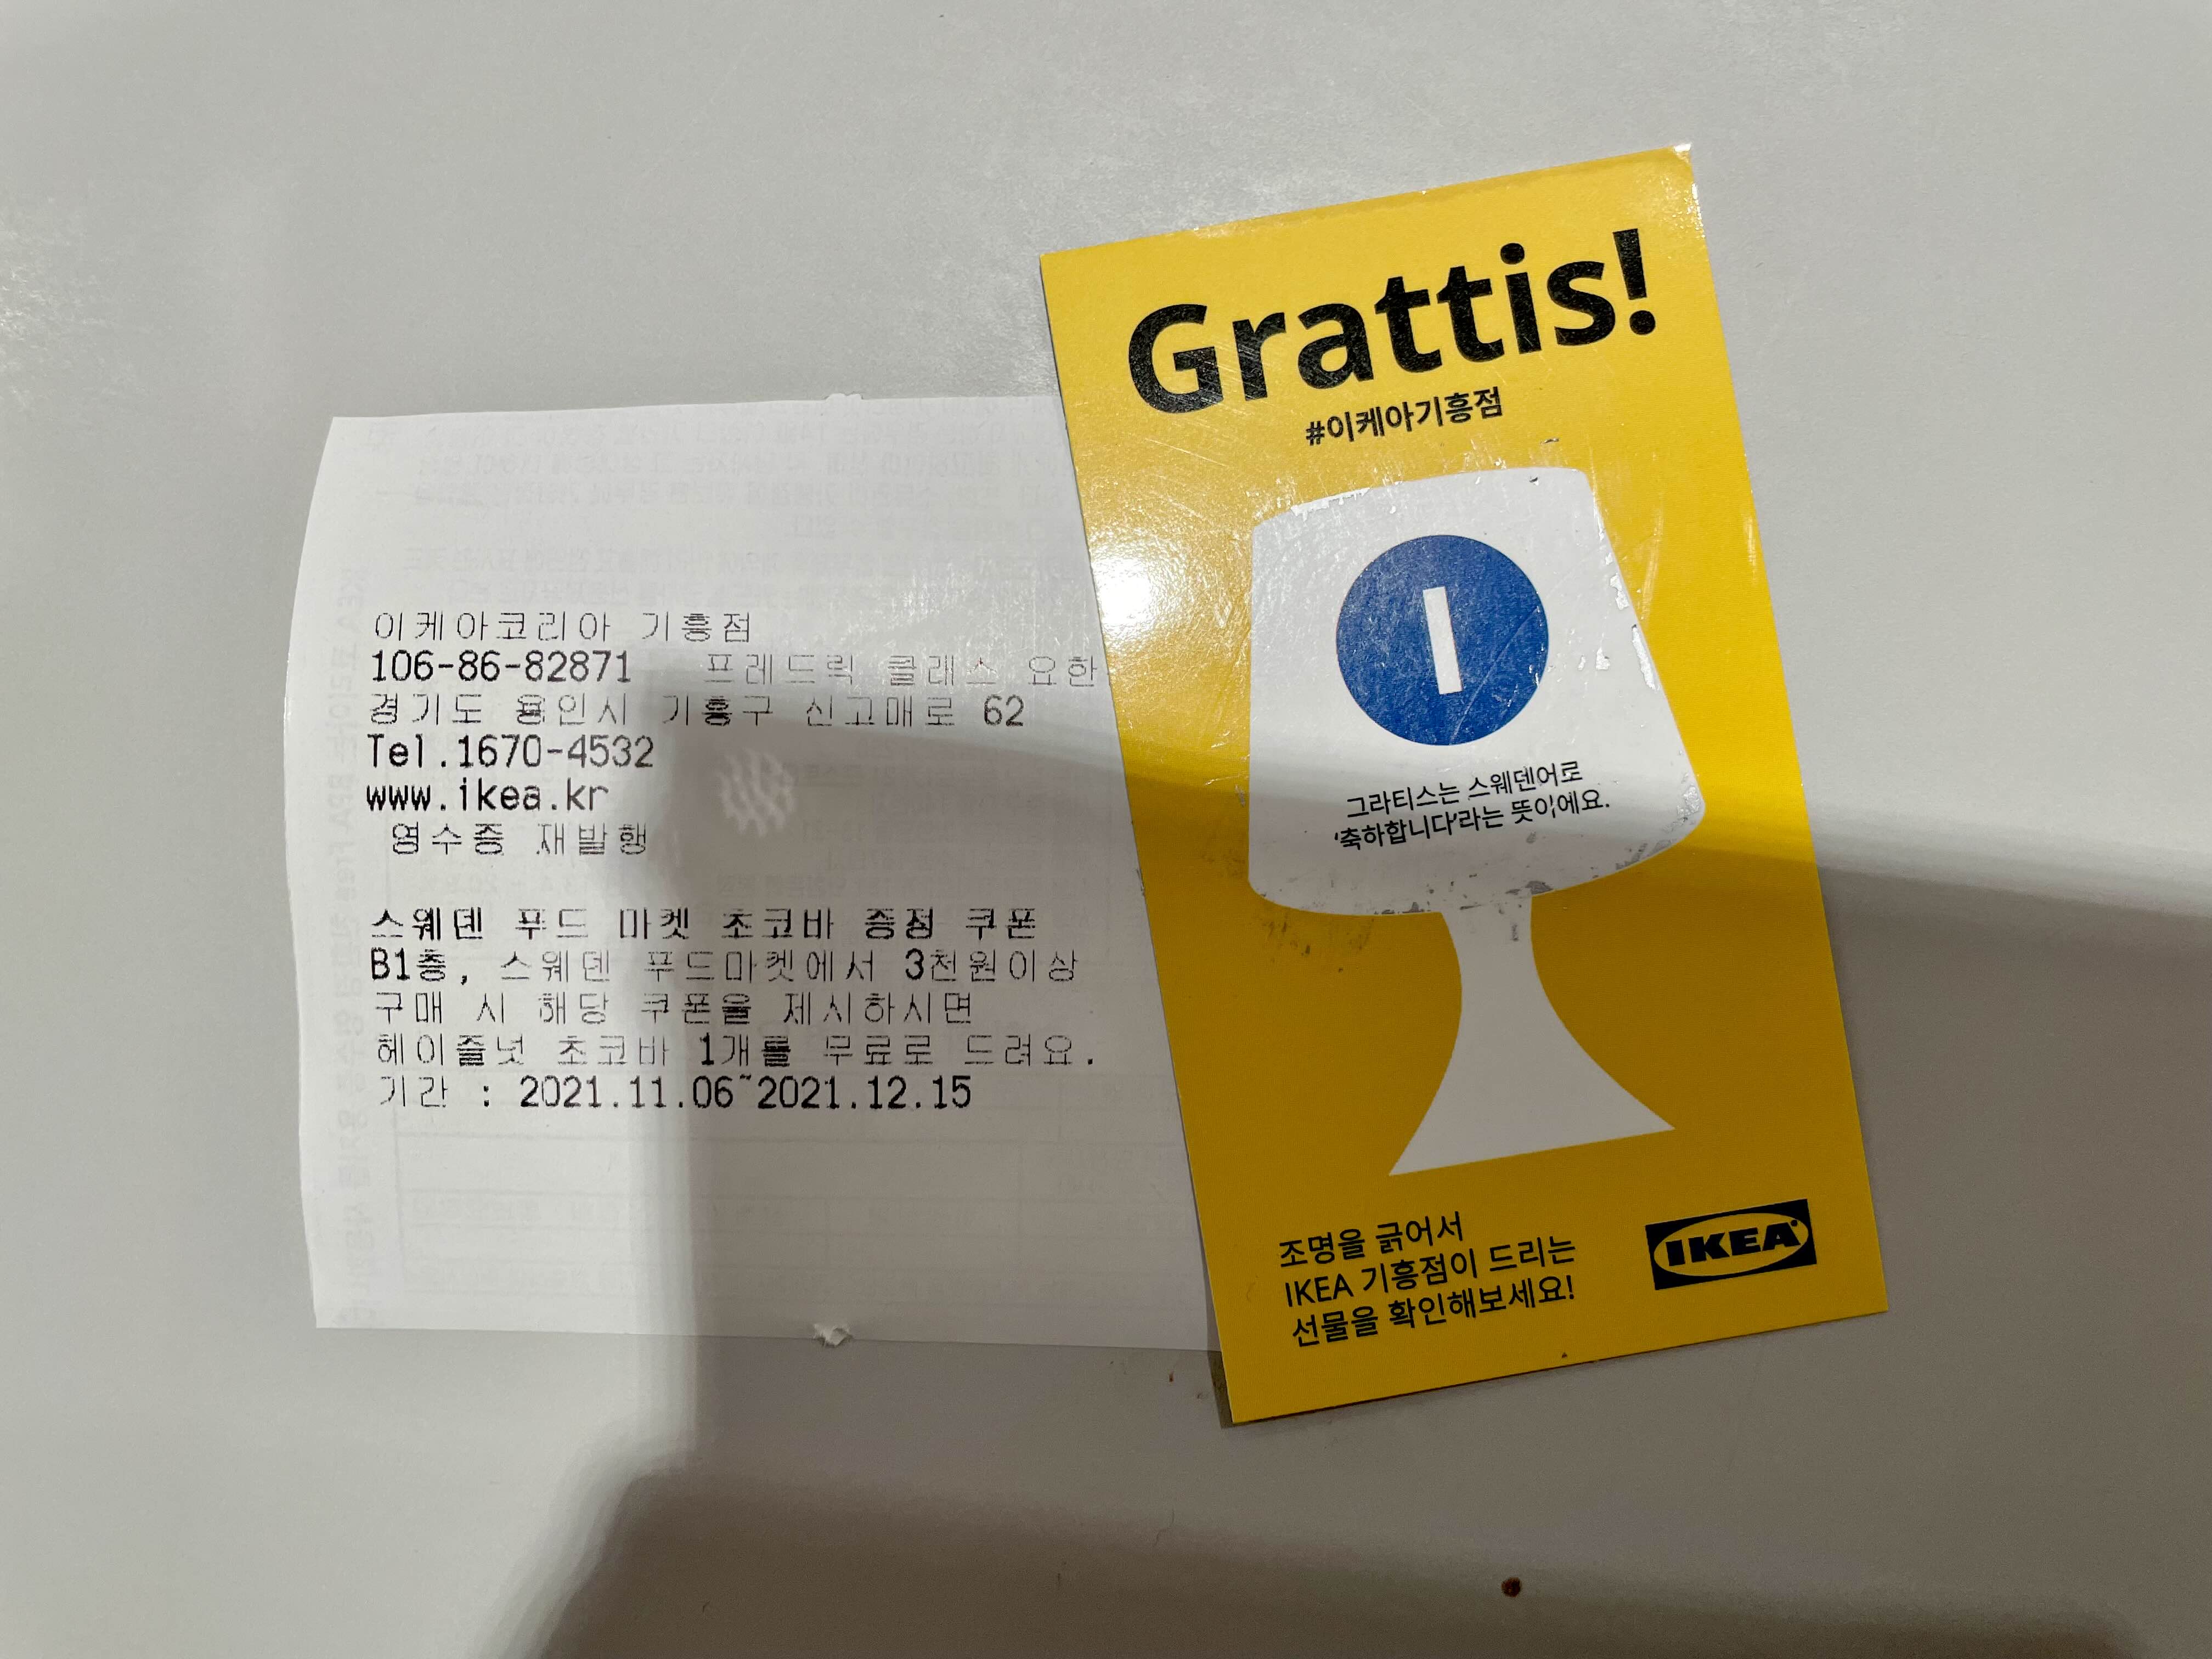 이케아코리아 기흥점
106-86-82871 프레드릭 클래스 요한
경기도 용인시 기흥구 신고매로 62
Tel.1670-4532
www.ikea.kr
영수증 재발행
스웨덴 푸드 마켓 초코바 증정 쿠폰
B1층, 스웨덴 푸드마켓에서 3천원이상
구매 시 해당 쿠폰을 제시하시면
헤이즐넛 초코바 1개를 무료로 드려요.
기간 : 2021.11.06~2021.12.15
Grattis!
#이케아기흥점
I
그라티스는 스웨덴어로
'축하합니다'라는 뜻이에요.
조명을 긁어서
IKEA 기흥점이 드리는
선물을 확인해보세요!
IKEA